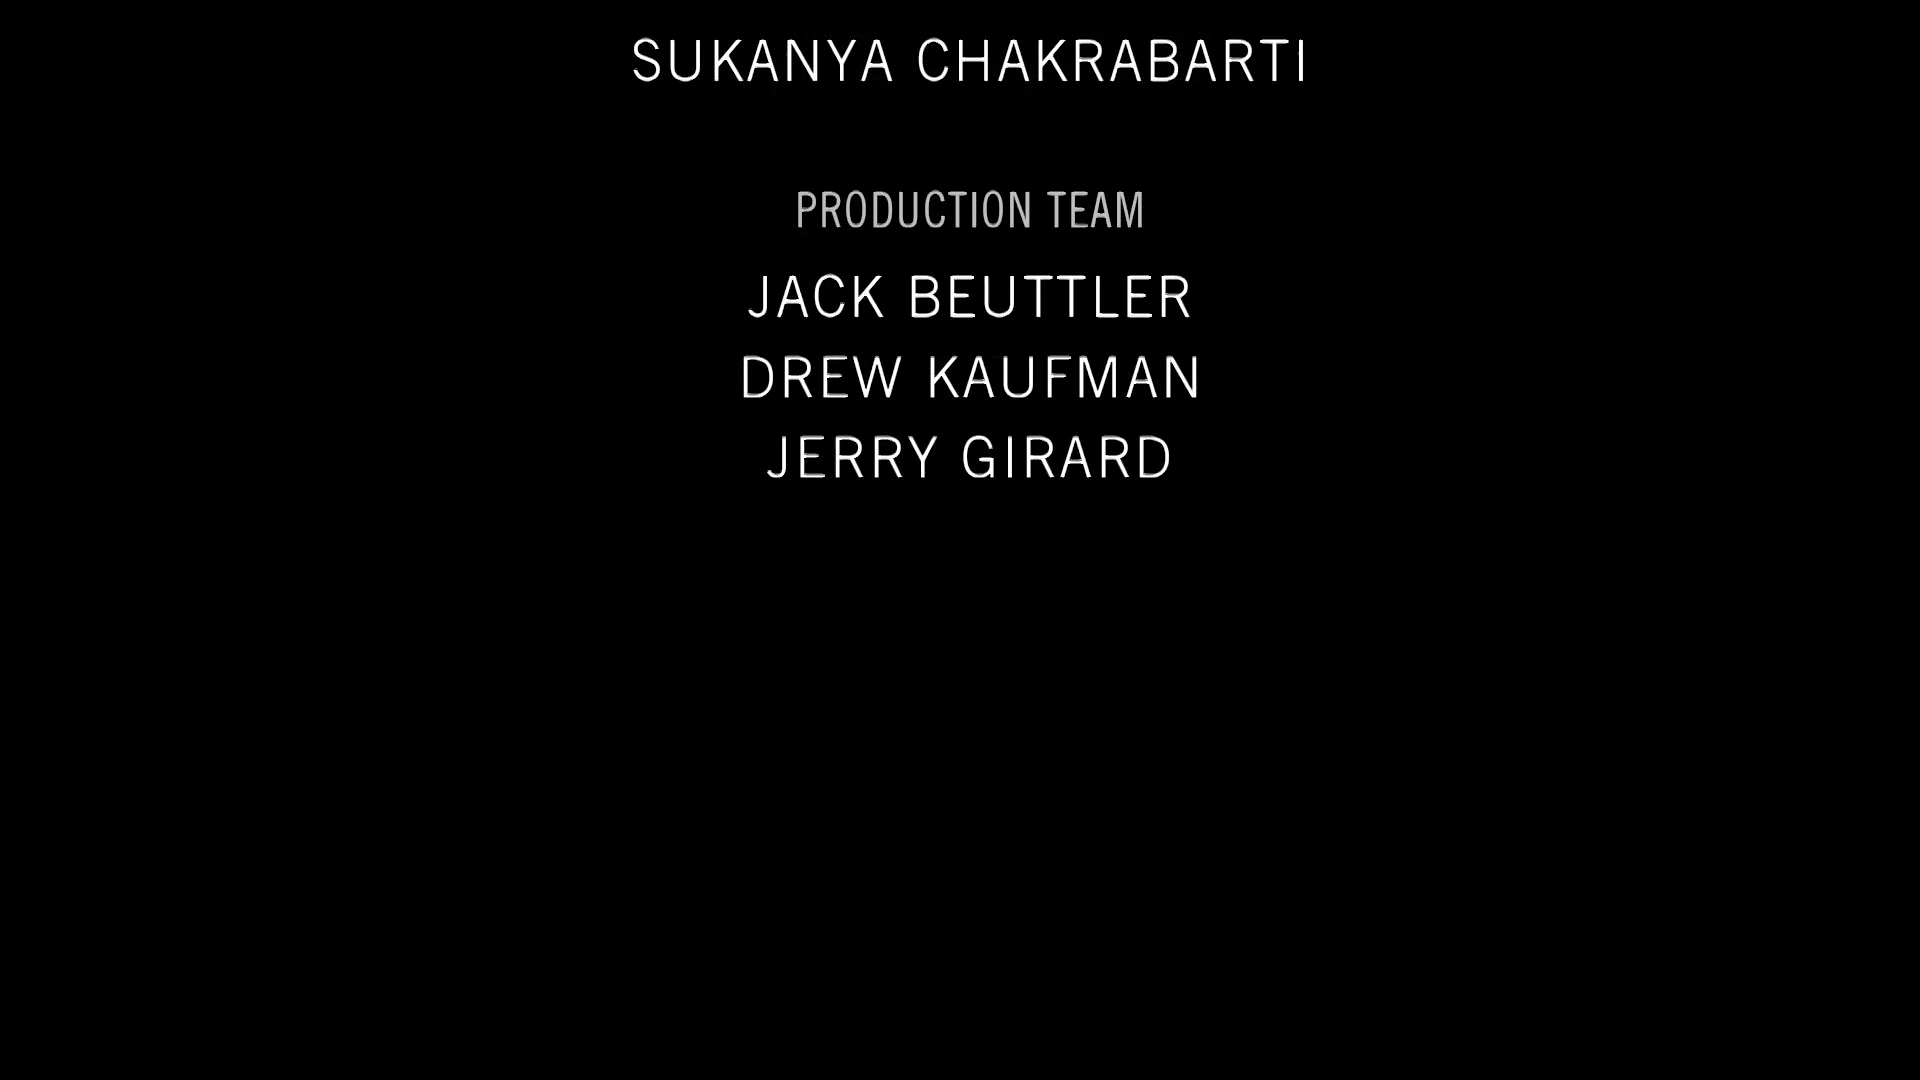 SUKANYA CHAKRABARTI
PRODUCTION TEAM
JACK BEUTTLER
DREW KAUFMAN
JERRY GIRARD